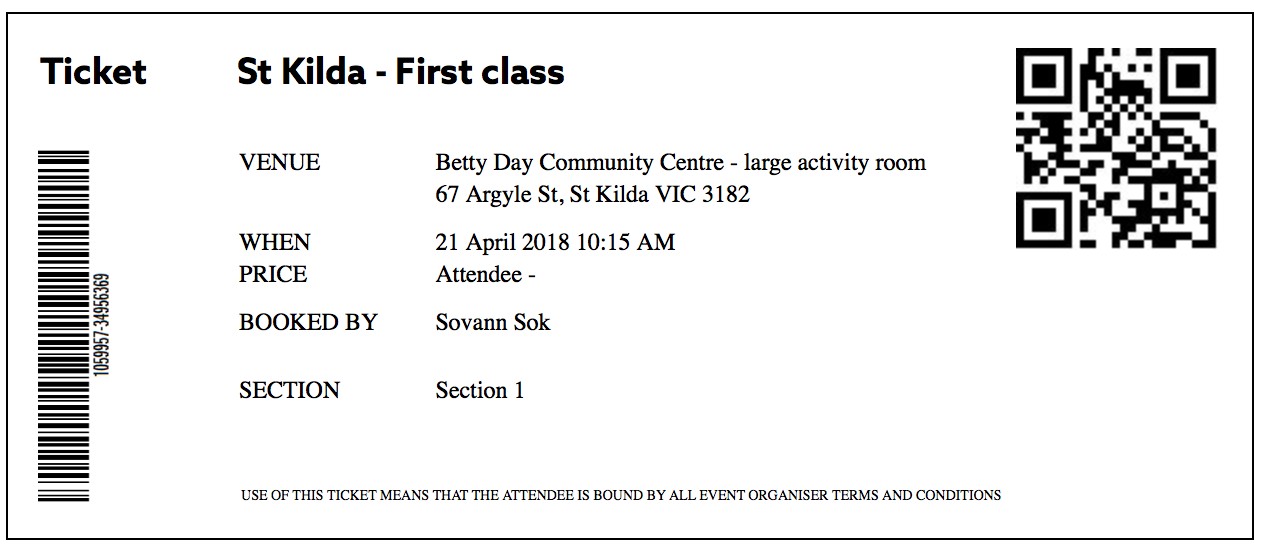 Ticket St Kilda - First class
VENUE Betty Day Community Centre - large activity room
67 Argyle St, St Kilda VIC 3182
WHEN 21 April 2018 10:15 AM
PRICE Attendee -
BOOKED BY Sovann Sok
SECTION Section 1
1059957-34956369
USE OF THIS TICKET MEANS THAT THE ATTENDEE IS BOUND BY ALL EVENT ORGANISER TERMS AND CONDITIONS